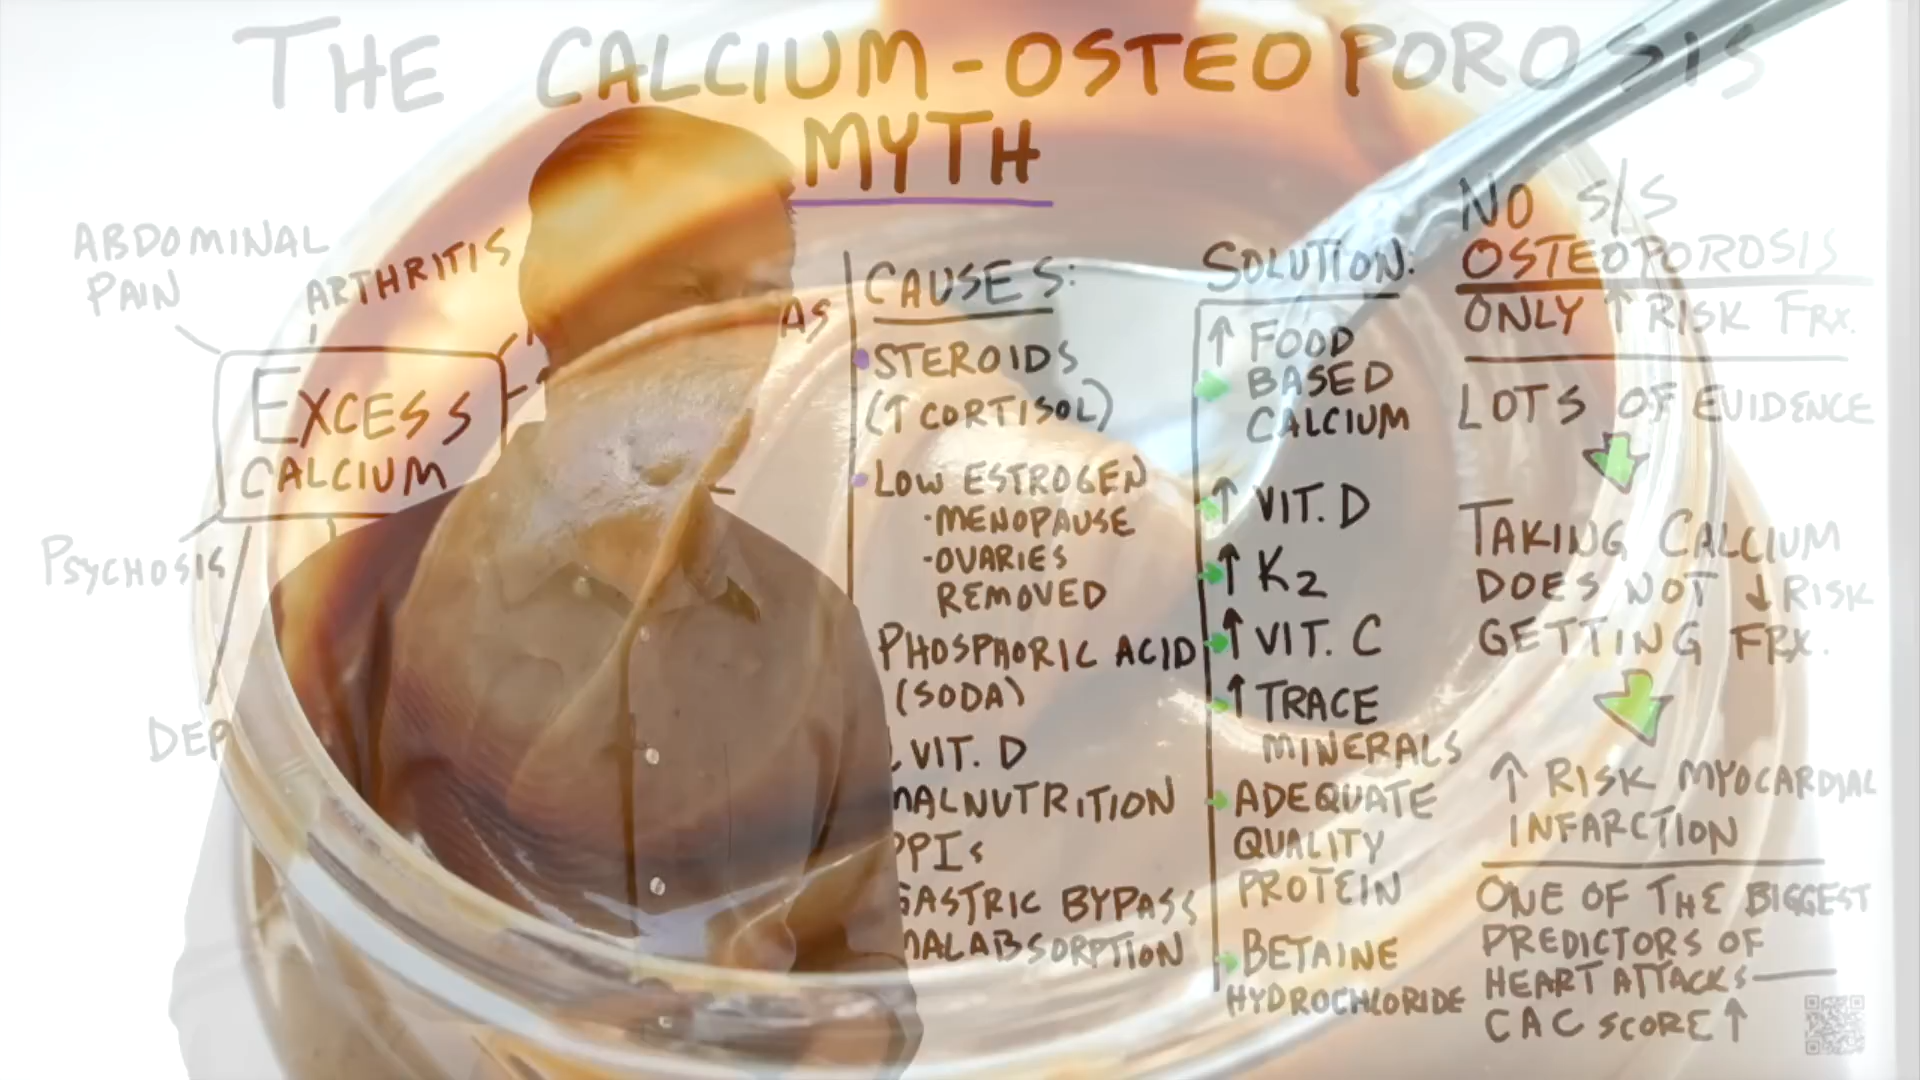 THE CALCIUM-OSTEOPOROSIS
MYTH
ABDOMINAL
PAIN
ARTHRITIS
EXCESS
CALCIUM
PSYCHOSIS
CAUSES:
STEROIDS
(↑ CORTISOL)
LOW ESTROGEN
-MENOPAUSE
-OVARIES
REMOVED
PHOSPHORIC ACID
(SODA)
VIT. D
MALNUTRITION
PPIs
GASTRIC BYPASS
MALABSORPTION
SOLUTION:
↑ FOOD
BASED
CALCIUM
↑ VIT. D
↑ K2
↑ VIT. C
↑ TRACE
MINERALS
ADEQUATE
QUALITY
PROTEIN
BETAINE
HYDROCHLORIDE
NO S/S
OSTEOPOROSIS
ONLY ↑ RISK FRX.
LOTS OF EVIDENCE
TAKING CALCIUM
DOES NOT ↓ RISK
GETTING FRX.
↑ RISK MYOCARDIAL
INFARCTION
ONE OF THE BIGGEST
PREDICTORS OF
HEART ATTACKS
CAC SCORE ↑